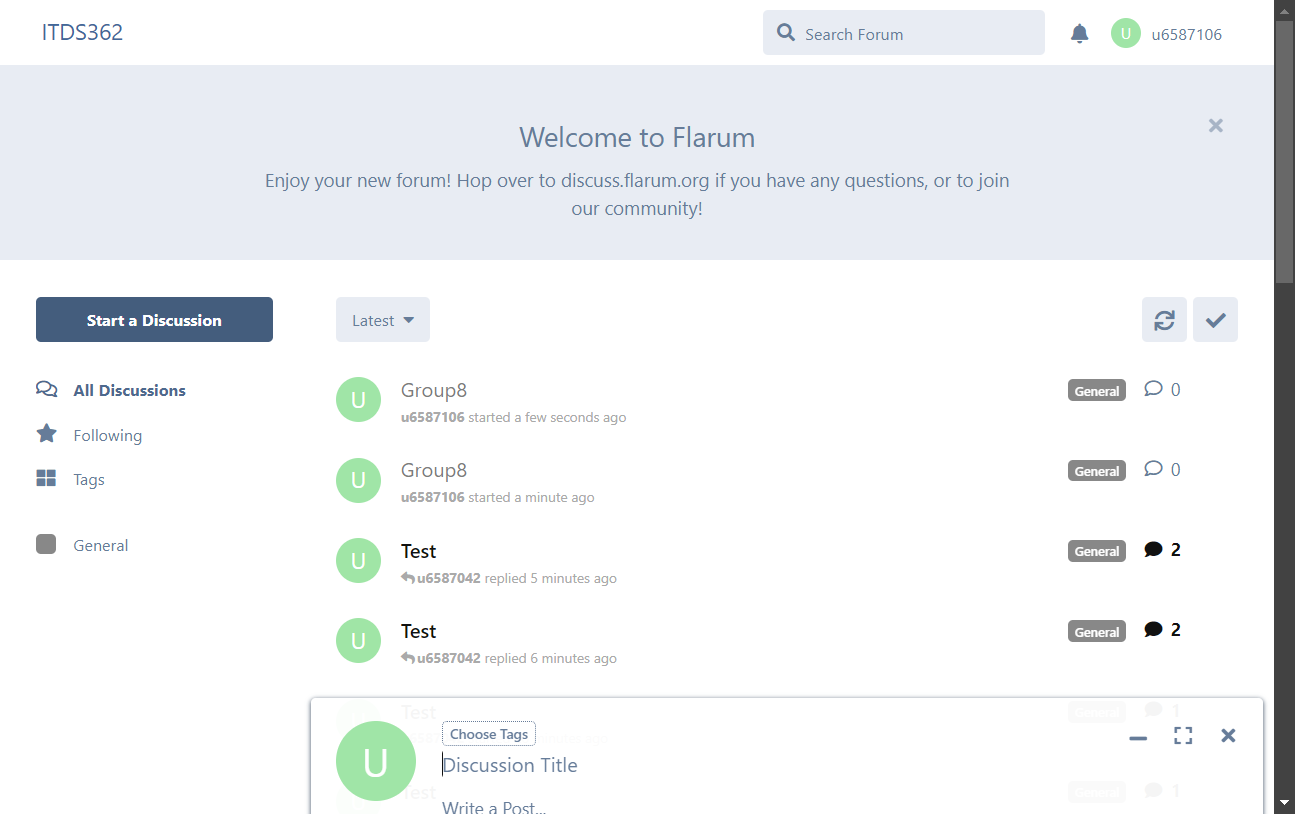 ITDS362
Search Forum
U
u6587106
Welcome to Flarum
Enjoy your new forum! Hop over to discuss.flarum.org if you have any questions, or to join
our community!
Start a Discussion
Latest
All Discussions
Following
Tags
General
U
Group8
u6587106 started a few seconds ago
General
0
U
Group8
u6587106 started a minute ago
General
0
U
Test
u6587042 replied 5 minutes ago
General
2
U
Test
u6587042 replied 6 minutes ago
General
2
Test
General
1
U
Choose Tags
Discussion Title
Test
General
1
Write a Post...